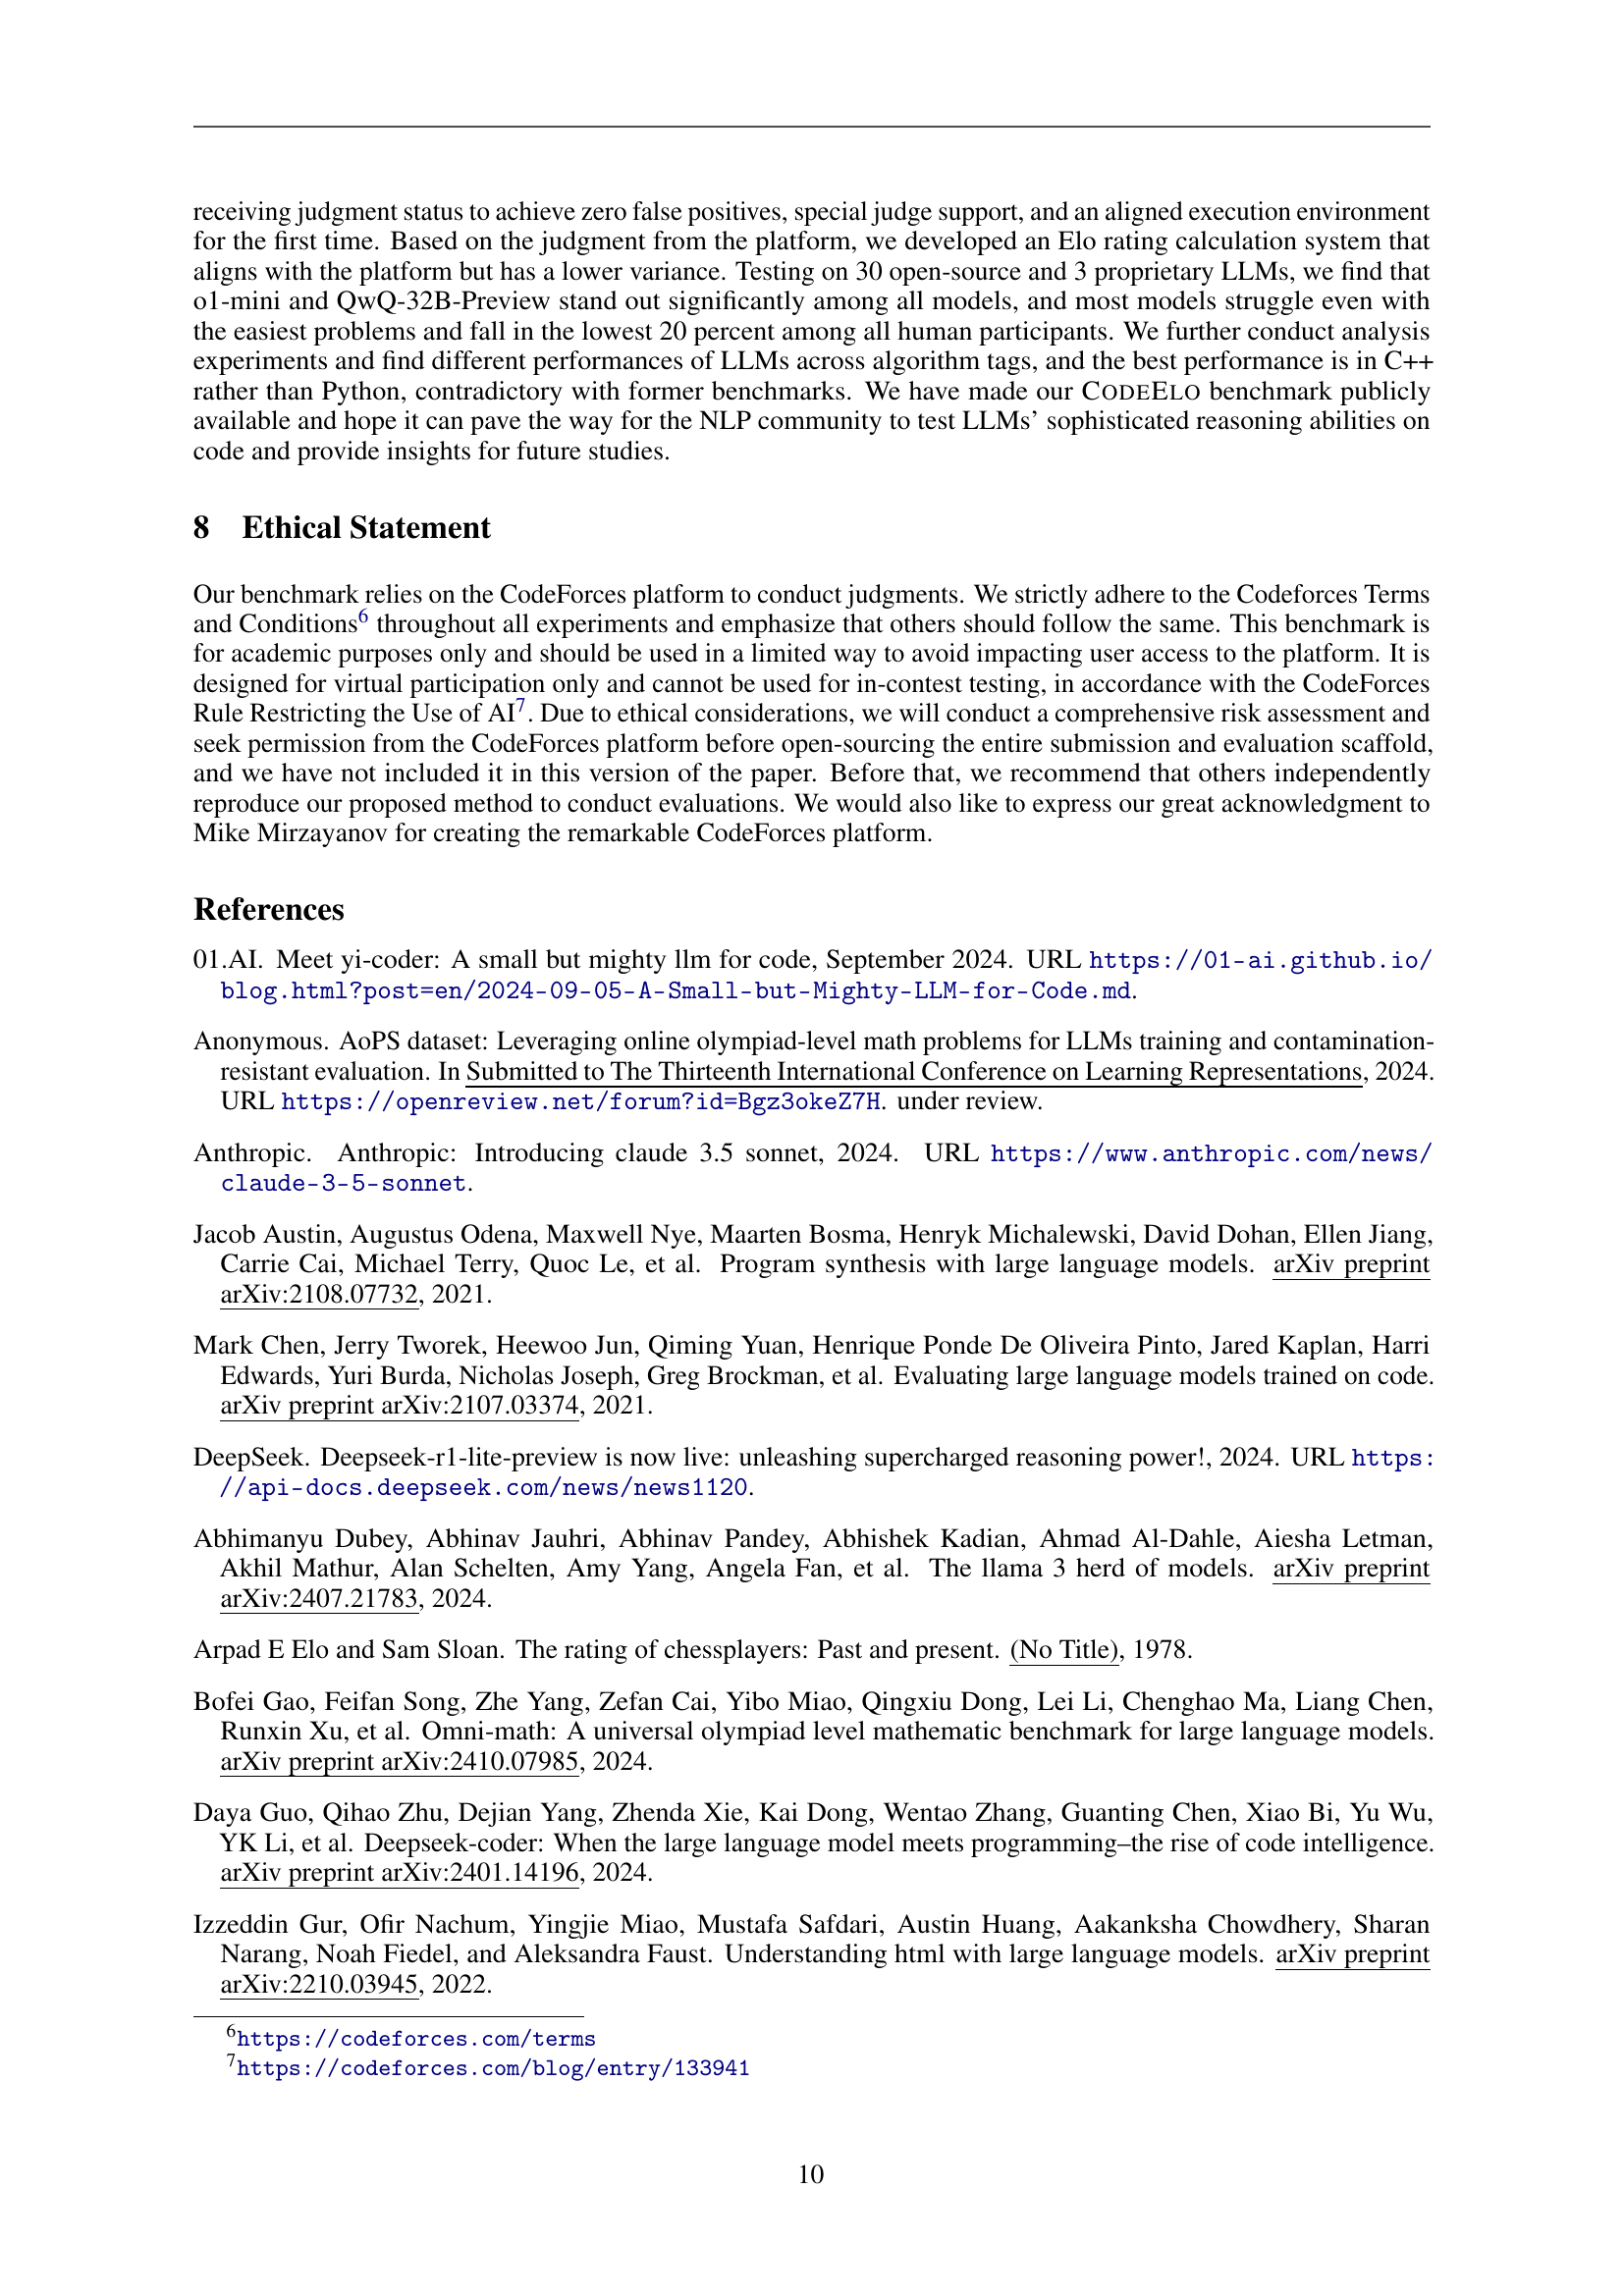 receiving judgment status to achieve zero false positives, special judge support, and an aligned execution environment
for the first time. Based on the judgment from the platform, we developed an Elo rating calculation system that
aligns with the platform but has a lower variance. Testing on 30 open-source and 3 proprietary LLMs, we find that
o1-mini and QwQ-32B-Preview stand out significantly among all models, and most models struggle even with
the easiest problems and fall in the lowest 20 percent among all human participants. We further conduct analysis
experiments and find different performances of LLMs across algorithm tags, and the best performance is in C++
rather than Python, contradictory with former benchmarks. We have made our CODEELO benchmark publicly
available and hope it can pave the way for the NLP community to test LLMs' sophisticated reasoning abilities on
code and provide insights for future studies.
8 Ethical Statement
Our benchmark relies on the CodeForces platform to conduct judgments. We strictly adhere to the Codeforces Terms
and Conditions6 throughout all experiments and emphasize that others should follow the same. This benchmark is
for academic purposes only and should be used in a limited way to avoid impacting user access to the platform. It is
designed for virtual participation only and cannot be used for in-contest testing, in accordance with the CodeForces
Rule Restricting the Use of AI7. Due to ethical considerations, we will conduct a comprehensive risk assessment and
seek permission from the CodeForces platform before open-sourcing the entire submission and evaluation scaffold,
and we have not included it in this version of the paper. Before that, we recommend that others independently
reproduce our proposed method to conduct evaluations. We would also like to express our great acknowledgment to
Mike Mirzayanov for creating the remarkable CodeForces platform.
References
01.AI. Meet yi-coder: A small but mighty llm for code, September 2024. URL https://01-ai.github.io/
blog.html?post=en/2024-09-05-A-Small-but-Mighty-LLM-for-Code.md.
Anonymous. AoPS dataset: Leveraging online olympiad-level math problems for LLMs training and contamination-
resistant evaluation. In Submitted to The Thirteenth International Conference on Learning Representations, 2024.
URL https://openreview.net/forum?id=Bgz3okeZ7H. under review.
Anthropic. Anthropic: Introducing claude 3.5 sonnet, 2024. URL https://www.anthropic.com/news/
claude-3-5-sonnet.
Jacob Austin, Augustus Odena, Maxwell Nye, Maarten Bosma, Henryk Michalewski, David Dohan, Ellen Jiang,
Carrie Cai, Michael Terry, Quoc Le, et al. Program synthesis with large language models. arXiv preprint
arXiv:2108.07732, 2021.
Mark Chen, Jerry Tworek, Heewoo Jun, Qiming Yuan, Henrique Ponde De Oliveira Pinto, Jared Kaplan, Harri
Edwards, Yuri Burda, Nicholas Joseph, Greg Brockman, et al. Evaluating large language models trained on code.
arXiv preprint arXiv:2107.03374, 2021.
DeepSeek. Deepseek-r1-lite-preview is now live: unleashing supercharged reasoning power!, 2024. URL https:
//api-docs.deepseek.com/news/news1120.
Abhimanyu Dubey, Abhinav Jauhri, Abhinav Pandey, Abhishek Kadian, Ahmad Al-Dahle, Aiesha Letman,
Akhil Mathur, Alan Schelten, Amy Yang, Angela Fan, et al. The llama 3 herd of models. arXiv preprint
arXiv:2407.21783, 2024.
Arpad E Elo and Sam Sloan. The rating of chessplayers: Past and present. (No Title), 1978.
Bofei Gao, Feifan Song, Zhe Yang, Zefan Cai, Yibo Miao, Qingxiu Dong, Lei Li, Chenghao Ma, Liang Chen,
Runxin Xu, et al. Omni-math: A universal olympiad level mathematic benchmark for large language models.
arXiv preprint arXiv:2410.07985, 2024.
Daya Guo, Qihao Zhu, Dejian Yang, Zhenda Xie, Kai Dong, Wentao Zhang, Guanting Chen, Xiao Bi, Yu Wu,
YK Li, et al. Deepseek-coder: When the large language model meets programming–the rise of code intelligence.
arXiv preprint arXiv:2401.14196, 2024.
Izzeddin Gur, Ofir Nachum, Yingjie Miao, Mustafa Safdari, Austin Huang, Aakanksha Chowdhery, Sharan
Narang, Noah Fiedel, and Aleksandra Faust. Understanding html with large language models. arXiv preprint
arXiv:2210.03945, 2022.
6https://codeforces.com/terms
7https://codeforces.com/blog/entry/133941
10